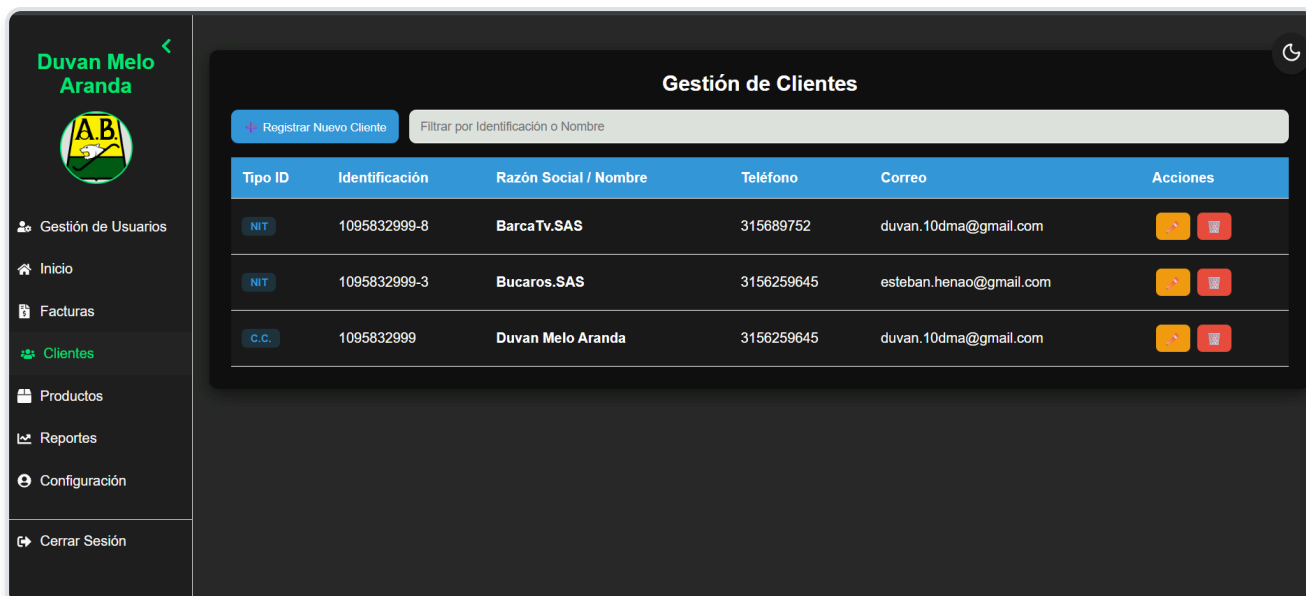 Duvan Melo
Aranda
A.B.
Gestión de Usuarios
Inicio
Facturas
Clientes
Productos
Reportes
Configuración
Cerrar Sesión
Gestión de Clientes
Registrar Nuevo Cliente
Filtrar por Identificación o Nombre
Tipo ID Identificación Razón Social / Nombre Teléfono Correo Acciones
NIT 1095832999-8 BarcaTv.SAS 315689752 duvan.10dma@gmail.com
NIT 1095832999-3 Bucaros.SAS 3156259645 esteban.henao@gmail.com
C.C. 1095832999 Duvan Melo Aranda 3156259645 duvan.10dma@gmail.com